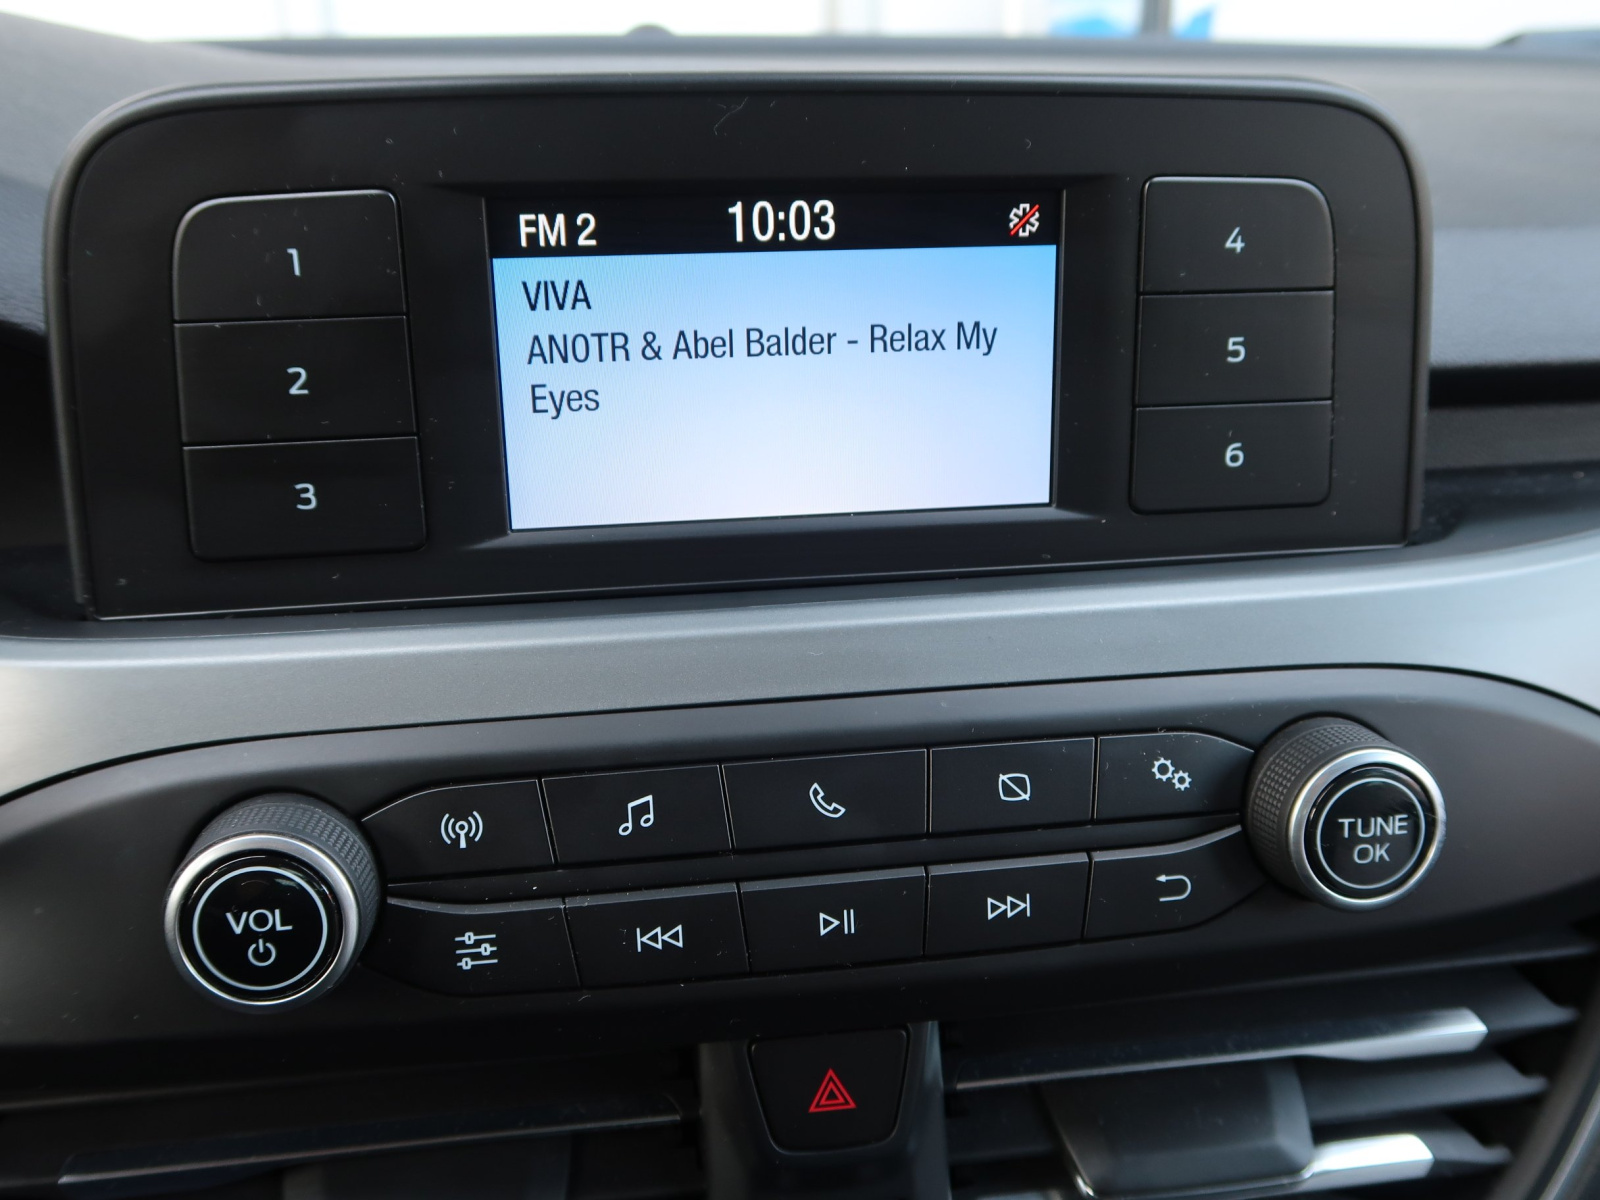 FM 2 10:03
VIVA
ANOTR & Abel Balder - Relax My
Eyes
1
2
3
4
5
6
VOL
TUNE
OK